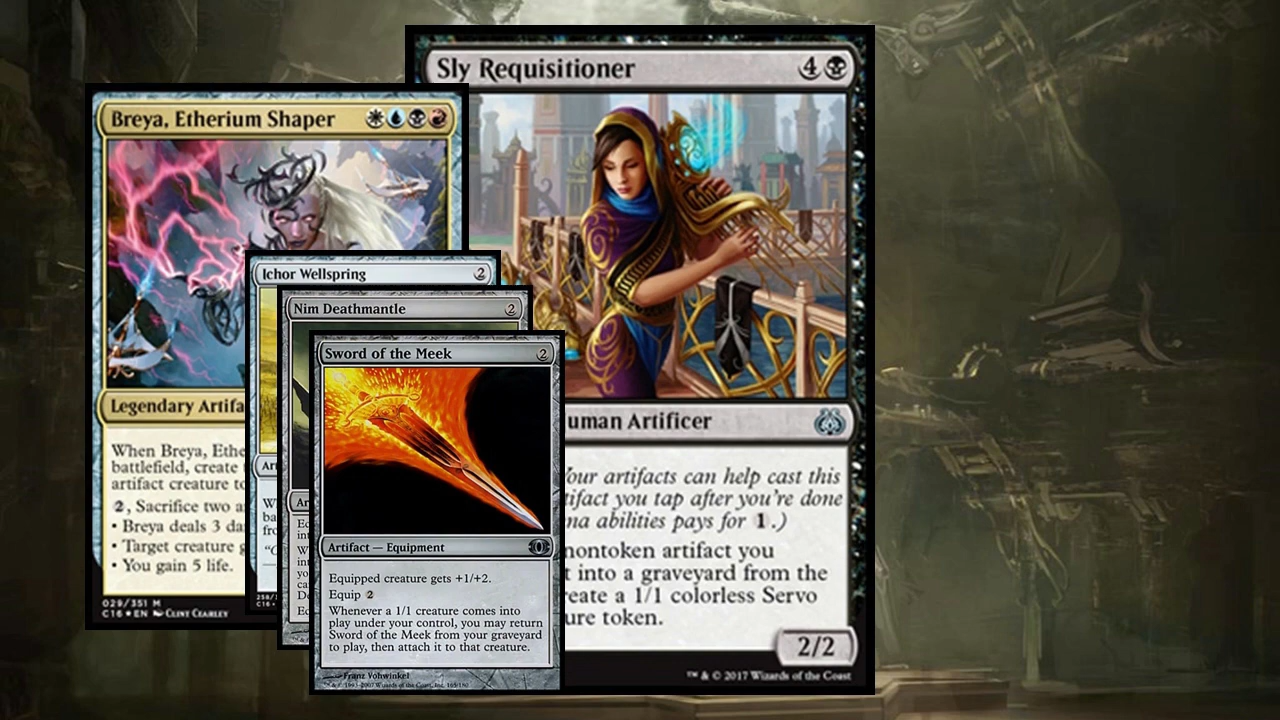 Breya, Etherium Shaper
Legendary Artifa
When Breya, Ethe
battlefield, create
artifact creature to
2, Sacrifice two a
• Breya deals 3 da
• Target creature g
• You gain 5 life.
029/351 M
C16 ★ EN Clint Cearley
Ichor Wellspring 2
Nim Deathmantle 2
Sword of the Meek 2
Artifact — Equipment
Equipped creature gets +1/+2.
Equip 2
Whenever a 1/1 creature comes into
play under your control, you may return
Sword of the Meek from your graveyard
to play, then attach it to that creature.
Franz Vohwinkel
Sly Requisitioner 4
uman Artificer
our artifacts can help cast this
tifact you tap after you're done
na abilities pays for 1.)
nontoken artifact you
t into a graveyard from the
reate a 1/1 colorless Servo
ure token.
2/2
™ & © 2017 Wizards of the Coast